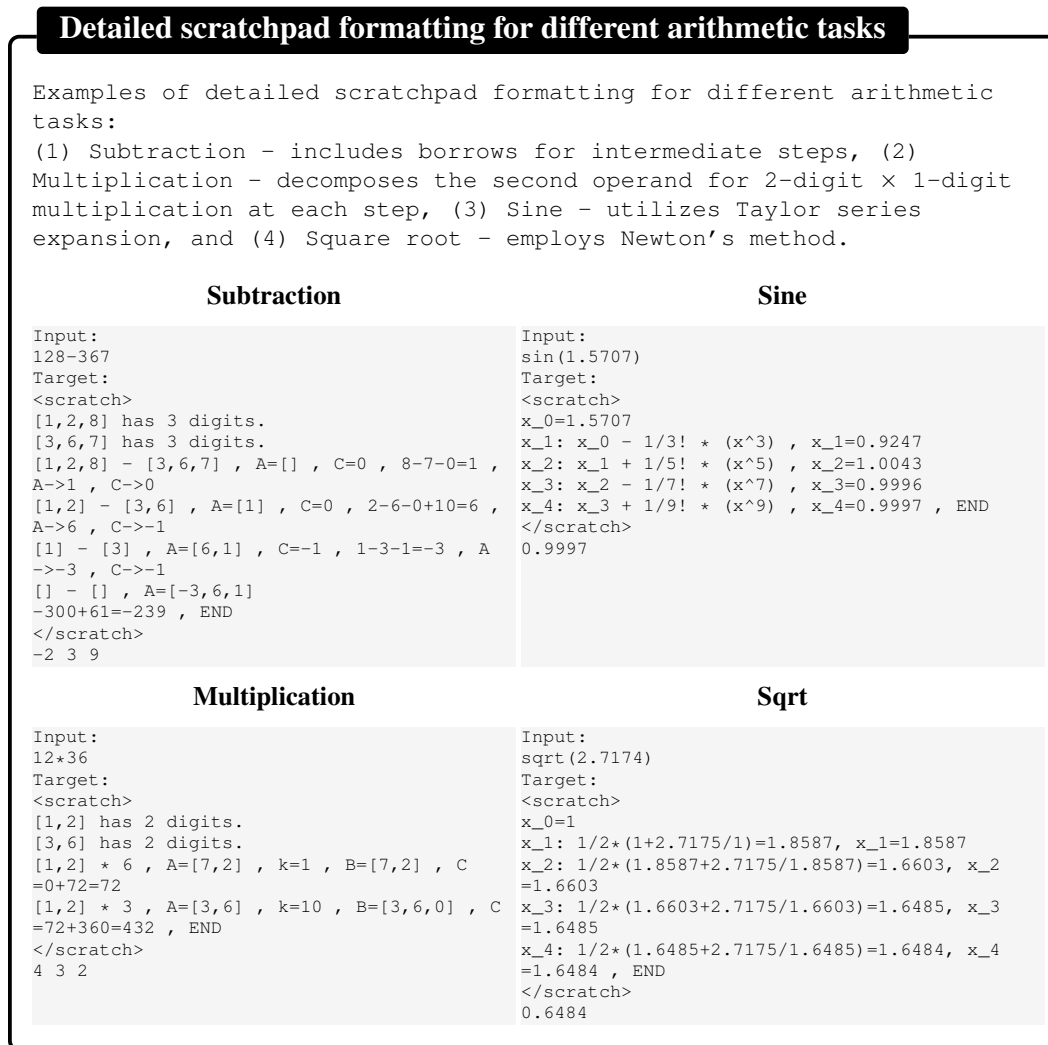 Detailed scratchpad formatting for different arithmetic tasks
Examples of detailed scratchpad formatting for different arithmetic
tasks:
(1) Subtraction - includes borrows for intermediate steps, (2)
Multiplication - decomposes the second operand for 2-digit × 1-digit
multiplication at each step, (3) Sine - utilizes Taylor series
expansion, and (4) Square root - employs Newton's method.
Subtraction
Input:
128-367
Target:
<scratch>
[1,2,8] has 3 digits.
[3,6,7] has 3 digits.
[1,2,8] - [3,6,7] , A=[] , C=0 , 8-7-0=1 ,
A->1 , C->0
[1,2] - [3,6] , A=[1] , C=0 , 2-6-0+10=6 ,
A->6 , C->-1
[1] - [3] , A=[6,1] , C=-1 , 1-3-1=-3 , A
->-3 , C->-1
[] - [] , A=[-3,6,1]
-300+61=-239 , END
</scratch>
-2 3 9
Sine
Input:
sin(1.5707)
Target:
<scratch>
x_0=1.5707
x_1: x_0 - 1/3! * (x^3) , x_1=0.9247
x_2: x_1 + 1/5! * (x^5) , x_2=1.0043
x_3: x_2 - 1/7! * (x^7) , x_3=0.9996
x_4: x_3 + 1/9! * (x^9) , x_4=0.9997 , END
</scratch>
0.9997
Multiplication
Input:
12*36
Target:
<scratch>
[1,2] has 2 digits.
[3,6] has 2 digits.
[1,2] * 6 , A=[7,2] , k=1 , B=[7,2] , C
=0+72=72
[1,2] * 3 , A=[3,6] , k=10 , B=[3,6,0] , C
=72+360=432 , END
</scratch>
4 3 2
Sqrt
Input:
sqrt(2.7174)
Target:
<scratch>
x_0=1
x_1: 1/2*(1+2.7175/1)=1.8587, x_1=1.8587
x_2: 1/2*(1.8587+2.7175/1.8587)=1.6603, x_2
=1.6603
x_3: 1/2*(1.6603+2.7175/1.6603)=1.6485, x_3
=1.6485
x_4: 1/2*(1.6485+2.7175/1.6485)=1.6484, x_4
=1.6484 , END
</scratch>
0.6484